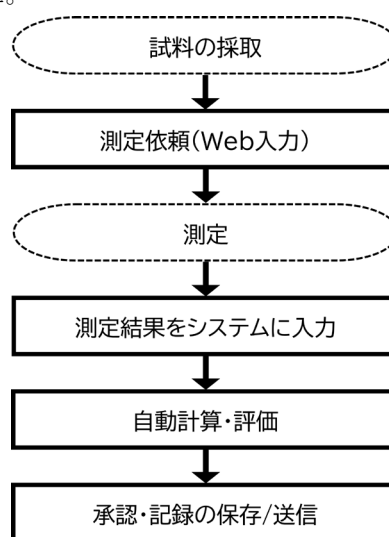 試料の採取
測定依頼(Web入力)
測定
測定結果をシステムに入力
自動計算・評価
承認・記録の保存/送信